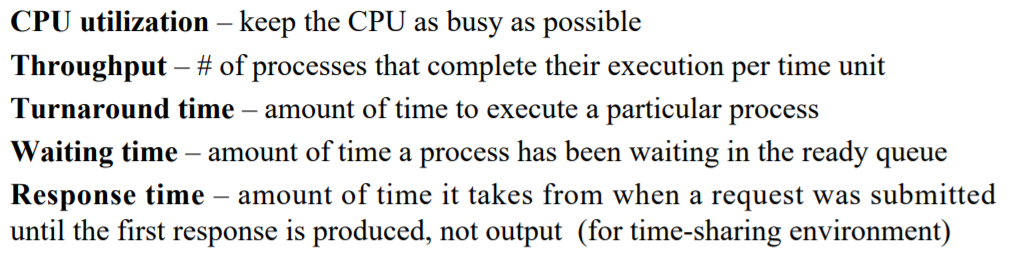 CPU utilization – keep the CPU as busy as possible
Throughput – # of processes that complete their execution per time unit
Turnaround time – amount of time to execute a particular process
Waiting time – amount of time a process has been waiting in the ready queue
Response time – amount of time it takes from when a request was submitted
until the first response is produced, not output (for time-sharing environment)